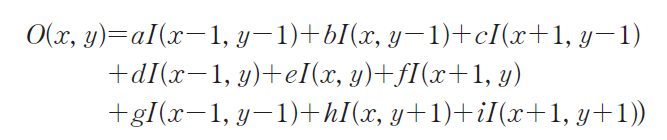 O(x, y)=aI(x−1, y−1)+bI(x, y−1)+cI(x+1, y−1)
+dI(x−1, y)+eI(x, y)+fI(x+1, y)
+gI(x−1, y−1)+hI(x, y+1)+iI(x+1, y+1))